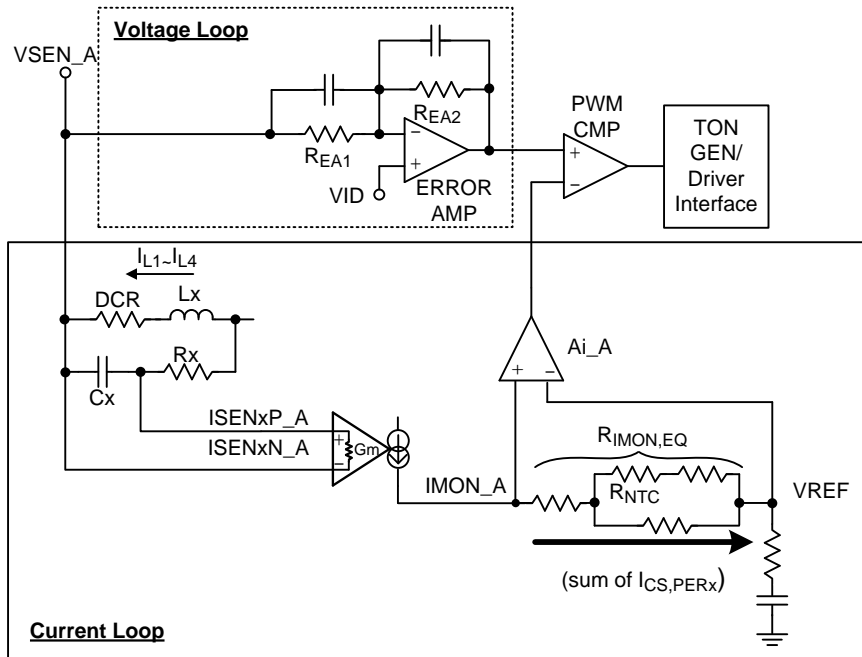 Voltage Loop
VSEN_A
REA2
REA1
−
+
VID
ERROR
AMP
PWM
CMP
+
−
TON
GEN/
Driver
Interface
IL1~IL4
DCR
Lx
Rx
Cx
Ai_A
+
−
ISENxP_A
ISENxN_A
+
−
Gm
IMON_A
RIMON,EQ
RNTC
VREF
(sum of ICS,PERx)
Current Loop